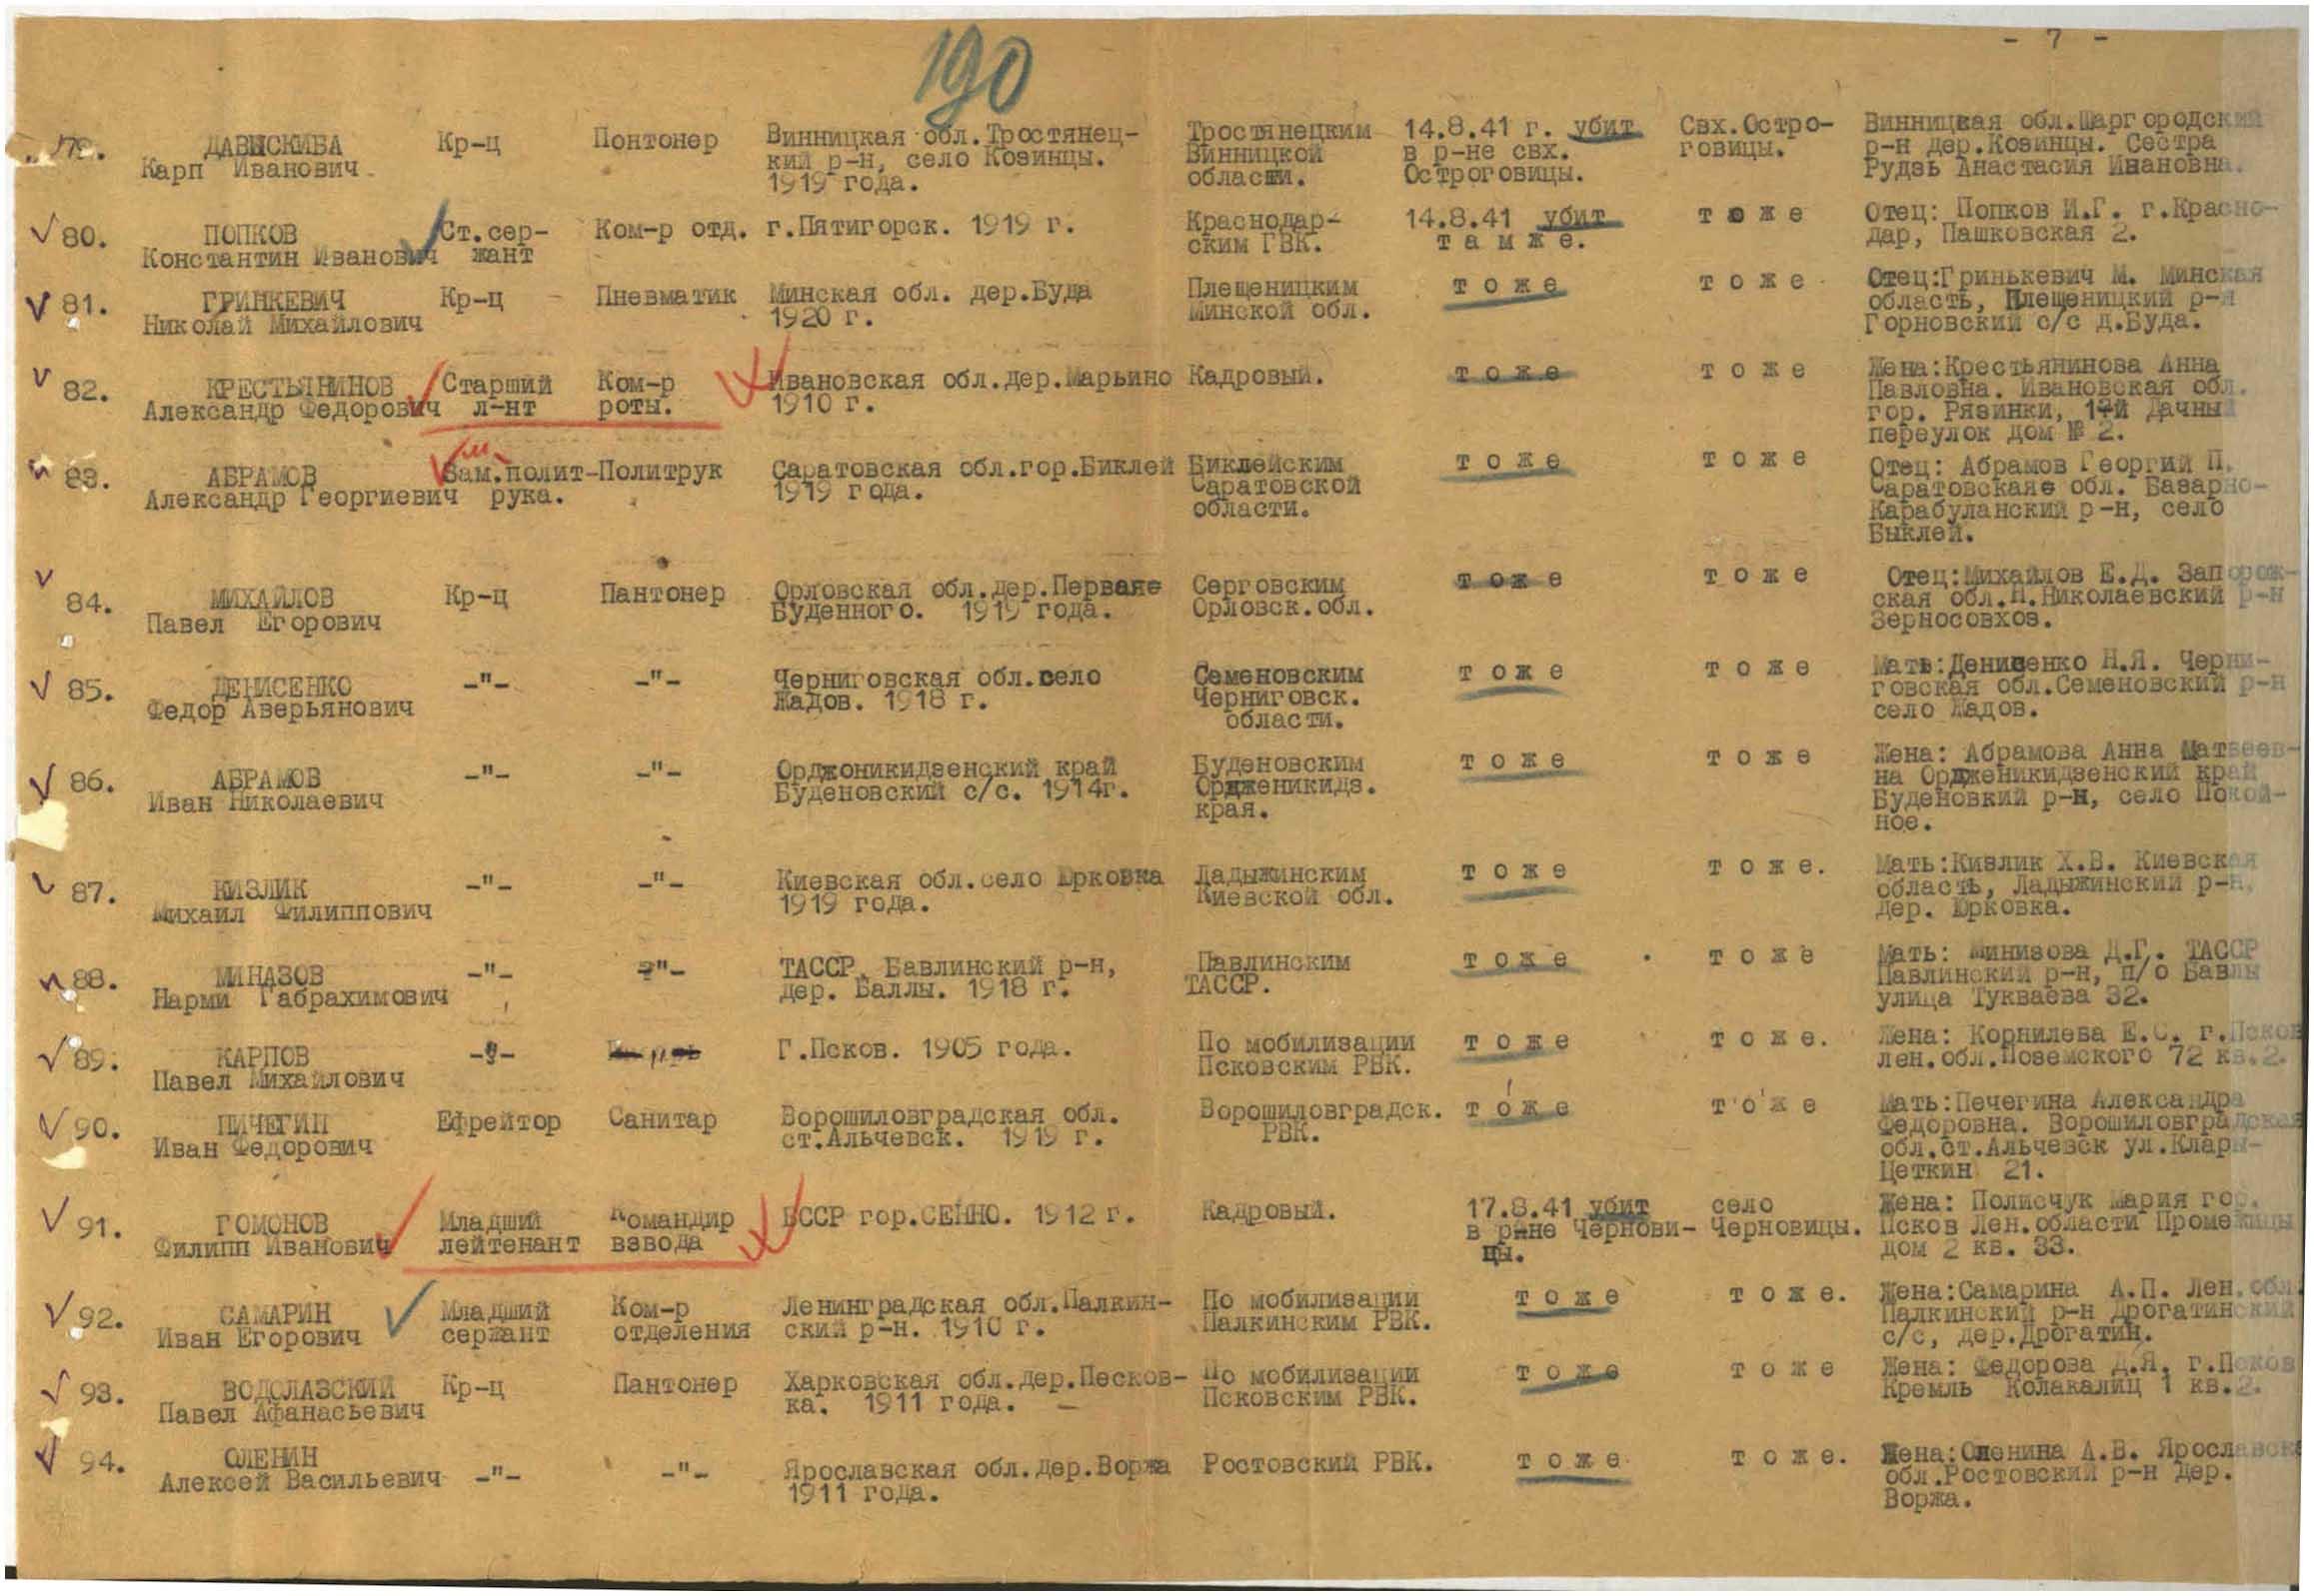 190
- 7 -
79. ДАВЫСКИБА Кр-ц Понтонер Винницкая обл.Тростянец- Тростянецким 14.8.41 г. убит Свх.Остро- Винницкая обл.Шаргородский
Карп Иванович. кий р-н, село Козинцы. Винницкой в р-не свх. говицы. р-н дер.Козинцы. Сестра
1919 года. области. Остроговицы. Рудзь Анастасия Ивановна.
80. ПОПКОВ Ст.сер- Ком-р отд. г.Пятигорск. 1919 г. Краснодар- 14.8.41 убит тоже Отец: Попков И.Г. г.Красно-
Константин Иванович жант ским ГВК. там же. дар, Пашковская 2.
81. ГРИНКЕВИЧ Кр-ц Пневматик Минская обл. дер.Буда Плещеницким тоже тоже Отец:Гринькевич М. Минская
Николай Михайлович 1920 г. Минской обл. область, Плещеницкий р-н
Горновский с/с д.Буда.
82. КРЕСТЬЯНИНОВ Старший Ком-р Ивановская обл.дер.Марьино Кадровый. тоже тоже Жена:Крестьянинова Анна
Александр Федорович л-нт роты. 1910 г. Павловна. Ивановская обл.
гор. Рязинки, 1-й Дачный
переулок дом № 2.
83. АБРАМОВ Зам.полит- Политрук Саратовская обл.гор.Биклей Биклейским тоже тоже Отец: Абрамов Георгий П.
Александр Георгиевич рука. 1919 года. Саратовской Саратовская обл. Базарно-
области. Карабуланский р-н, село
Быклей.
84. МИХАЙЛОВ Кр-ц Пантонер Орловская обл.дер.Первая Серговским тоже тоже Отец:Михайлов Е.Д. Запорож-
Павел Егорович Буденного. 1919 года. Орловск.обл. ская обл.Н.Николаевский р-н
Зерносовхоз.
85. ДЕНИСЕНКО -"- -"- Черниговская обл.село Семеновским тоже тоже Мать:Денисенко Н.Я. Черни-
Федор Аверьянович Жадов. 1918 г. Черниговск. говская обл.Семеновский р-н
области. село Жадов.
86. АБРАМОВ -"- -"- Орджоникидзенский край Буденовским тоже тоже Жена: Абрамова Анна Матвеев-
Иван Николаевич Буденовский с/с. 1914г. Ордженикидз. на Ордженикидзенский край
края. Буденовкий р-н, село Покой-
ное.
87. КИЗЛИК -"- -"- Киевская обл.село Юрковка Ладыжинским тоже тоже. Мать:Кизлик Х.В. Киевская
Михаил Филиппович 1919 года. Киевской обл. область, Ладыжинский р-н,
дер. Юрковка.
88. МИНАЗОВ -"- -"- ТАССР, Бавлинский р-н, Павлинским тоже тоже Мать: Минизова Д.Г. ТАССР
Нарми Габрахимович дер. Баллы. 1918 г. ТАССР. Павлинский р-н, п/о Бавлы
улица Тукваева 32.
89. КАРПОВ -"- Г.Псков. 1905 года. По мобилизации тоже тоже. Жена: Корнилева Е.С. г.Псков
Павел Михайлович Псковским РВК. лен.обл.Поземского 72 кв.2.
90. ПИЧЕГИН Ефрейтор Санитар Ворошиловградская обл. Ворошиловградск. тоже тоже Мать:Печегина Александра
Иван Федорович ст.Альчевск. 1919 г. РВК. Федоровна. Ворошиловградская
обл.ст.Альчевск ул.Клары-
Цеткин 21.
91. ГОМОНОВ Младший Командир БССР гор.СЕННО. 1912 г. Кадровый. 17.8.41 убит село Жена: Полисчук Мария гор.
Филипп Иванович лейтенант взвода в р-не Чернови- Черновицы. Псков Лен.области Промежицы
цы. дом 2 кв. 33.
92. САМАРИН Младший Ком-р Ленинградская обл.Палкин- По мобилизации тоже тоже. Жена:Самарина А.П. Лен.обл.
Иван Егорович сержант отделения ский р-н. 1910 г. Палкинским РВК. Палкинский р-н Дрогатинский
с/с, дер.Дрогатин.
93. ВОДОЛАЗСКИЙ Кр-ц Пантонер Харковская обл.дер.Песков- По мобилизации тоже тоже Жена: Федорова Д.Я. г.Псков
Павел Афанасьевич ка. 1911 года. Псковским РВК. Кремль Колакалиц 1 кв.2.
94. ОЛЕНИН Ярославская обл.дер.Воржа Ростовский РВК. тоже тоже. Жена:Оленина А.В. Ярославск
Алексей Васильевич -"- -"- 1911 года. обл.Ростовский р-н дер.
Воржа.